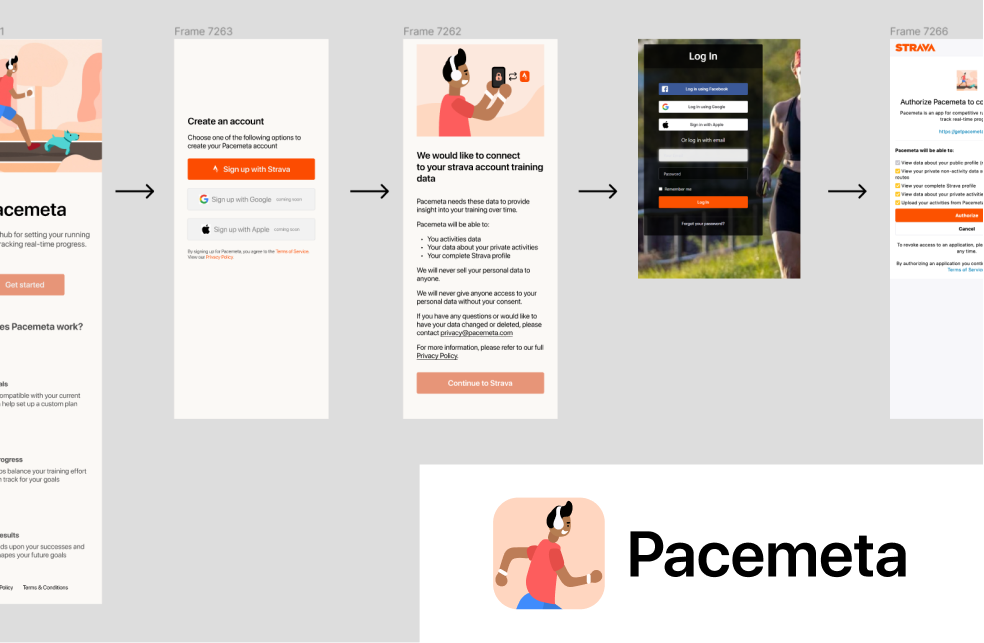 1
acemeta
hub for setting your running
racking real-time progress.
Get started
es Pacemeta work?
als
ompatible with your current
help set up a custom plan
rogress
os balance your training effort
n track for your goals
esults
ds upon your successes and
apes your future goals
Policy Terms & Conditions
Frame 7263
Create an account
Choose one of the following options to
create your Pacemeta account
Sign up with Strava
Sign up with Google coming soon
Sign up with Apple coming soon
By signing up for Pacemeta, you agree to the Terms of Service.
View our Privacy Policy.
Frame 7262
We would like to connect
to your strava account training
data
Pacemeta needs these data to provide
insight into your training over time.
Pacemeta will be able to:
• You activities data
• Your data about your private activities
• Your complete Strava profile
We will never sell your personal data to
anyone.
We will never give anyone access to your
personal data without your consent.
If you have any questions or would like to
have your data changed or deleted, please
contact privacy@pacemeta.com
For more information, please refer to our full
Privacy Policy.
Continue to Strava
Log In
Log in using Facebook
Log In using Google
Sign in with Apple
Or log in with email
Password
Remember me
Log In
Forgot your password?
Frame 7266
STRAVA
Authorize Pacemeta to co
Pacemeta is an app for competitive r
track real-time prog
https://getpacemeta
Pacemeta will be able to:
View data about your public profile (
View your private non-activity data s
routes
View your complete Strava profile
View data about your private activitie
Upload your activities from Pacemeta
Authorize
Cancel
To revoke access to an application, ple
any time.
By authorizing an application you cont
Terms of Service
Pacemeta